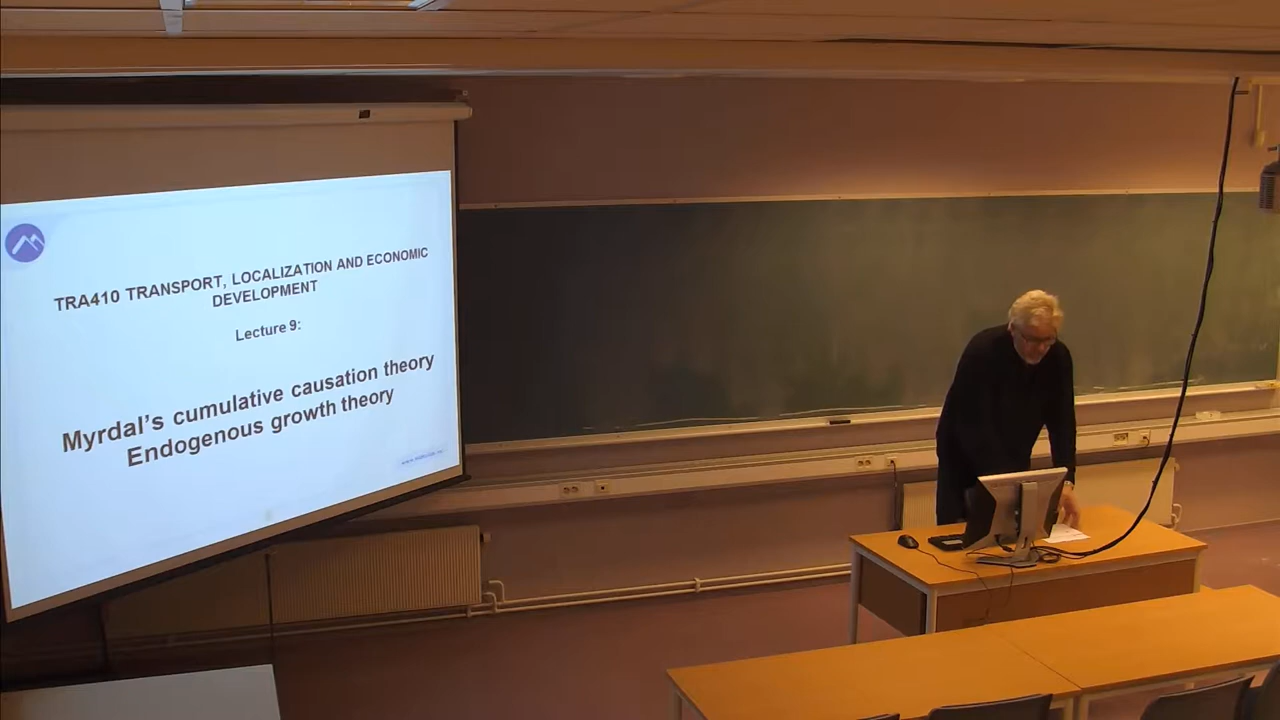 TRA410 TRANSPORT, LOCALIZATION AND ECONOMIC
DEVELOPMENT
Lecture 9:
Myrdal's cumulative causation theory
Endogenous growth theory